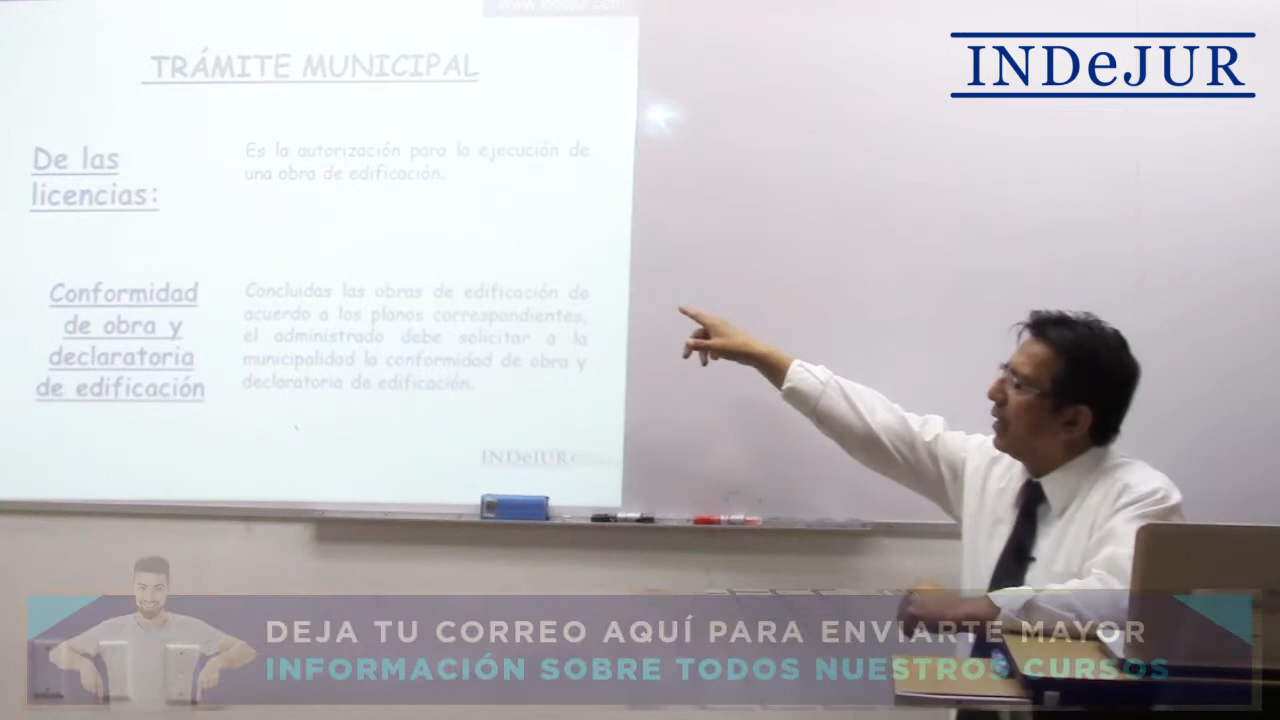 www.indejur.com
INDeJUR
TRÁMITE MUNICIPAL
De las
licencias:
Es la autorización para la ejecución de
una obra de edificación.
Conformidad
de obra y
declaratoria
de edificación
Concluidas las obras de edificación de
acuerdo a los planos correspondientes,
el administrado debe solicitar a la
municipalidad la conformidad de obra y
declaratoria de edificación.
INDeJUR
DEJA TU CORREO AQUÍ PARA ENVIARTE MAYOR
INFORMACIÓN SOBRE TODOS NUESTROS CURSOS